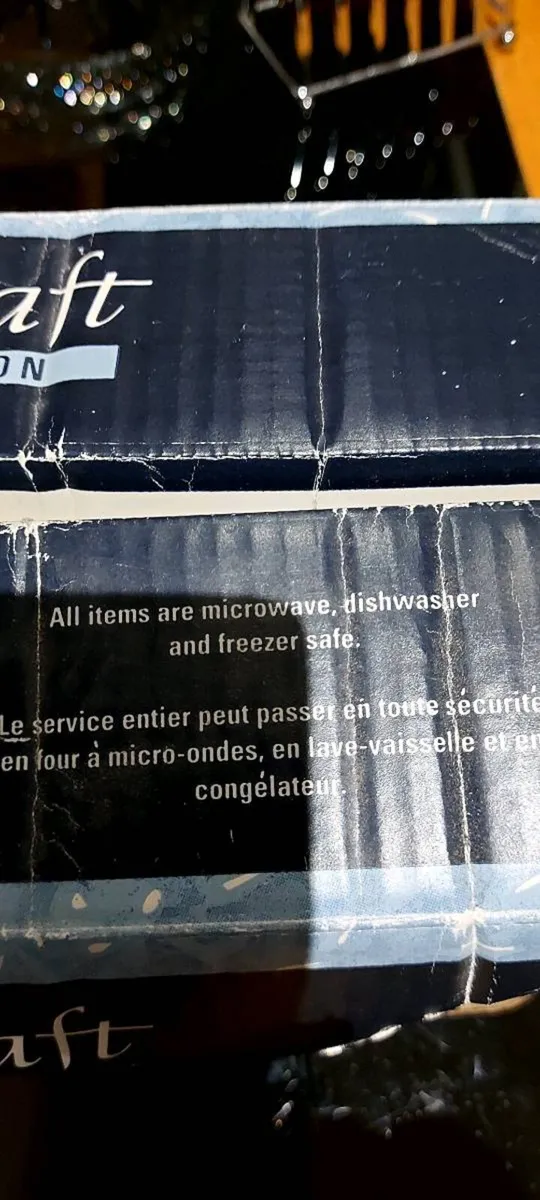 aft
ON
All items are microwave, dishwasher
and freezer safe.
Le service entier peut passer en toute sécurité
en four à micro-ondes, en lave-vaisselle et en
congélateur.
aft